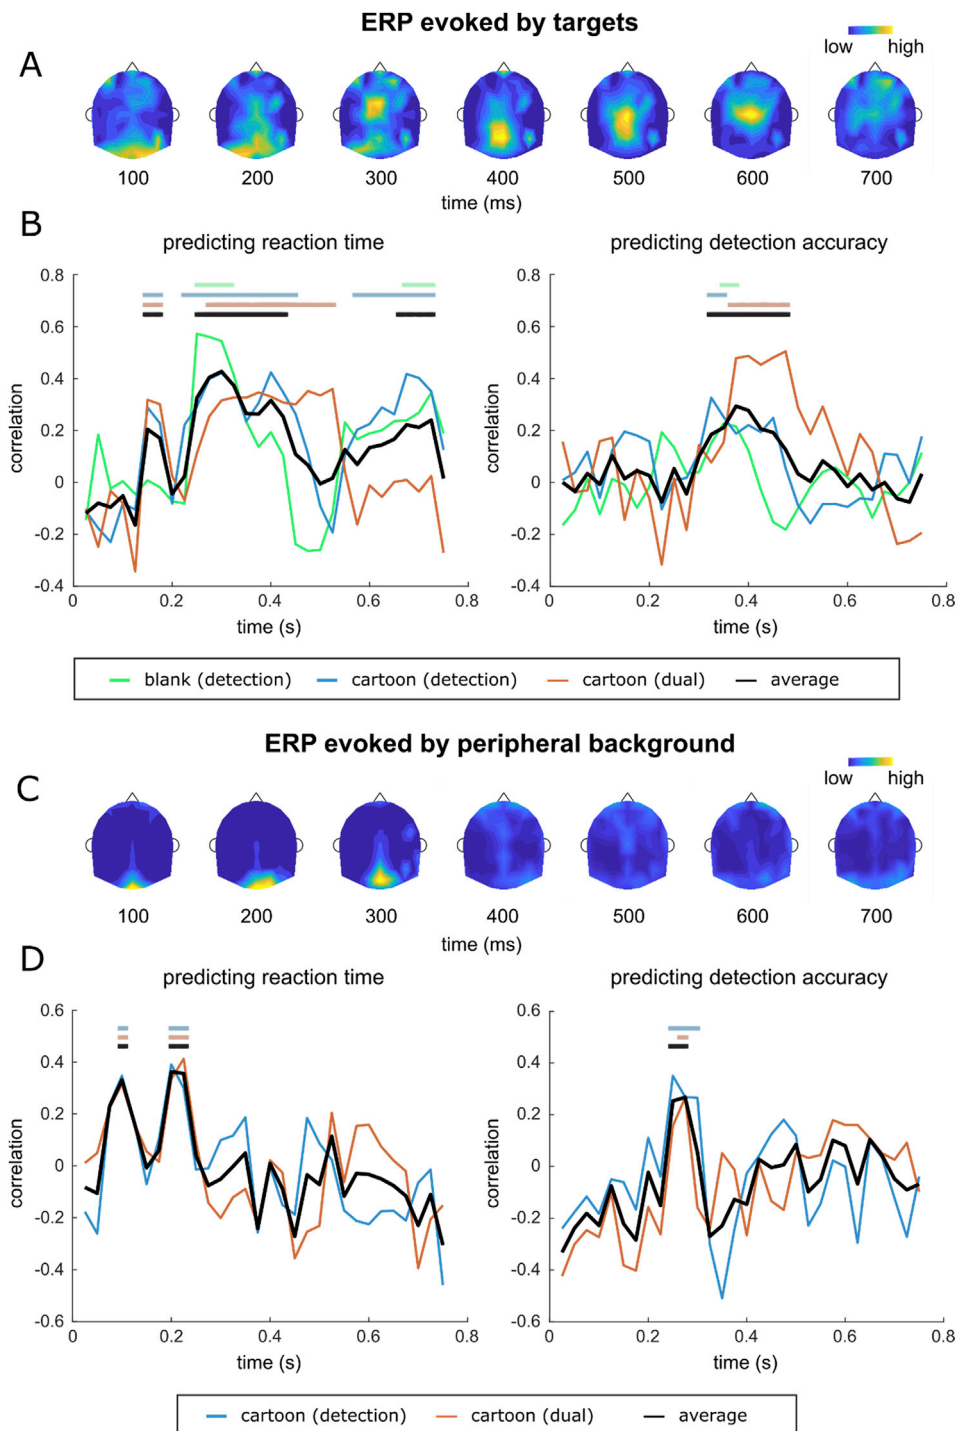 ERP evoked by targets
A
low high
100 200 300 400 500 600 700
time (ms)
B
predicting reaction time
predicting detection accuracy
0.8
0.6
0.4
0.2
0
-0.2
-0.4
correlation
0 0.2 0.4 0.6 0.8
time (s)
0.8
0.6
0.4
0.2
0
-0.2
-0.4
correlation
0 0.2 0.4 0.6 0.8
time (s)
blank (detection) cartoon (detection) cartoon (dual) average
ERP evoked by peripheral background
C
low high
100 200 300 400 500 600 700
time (ms)
D
predicting reaction time
predicting detection accuracy
0.6
0.4
0.2
0
-0.2
-0.4
-0.6
correlation
0 0.2 0.4 0.6 0.8
time (s)
0.6
0.4
0.2
0
-0.2
-0.4
-0.6
correlation
0 0.2 0.4 0.6 0.8
time (s)
cartoon (detection) cartoon (dual) average